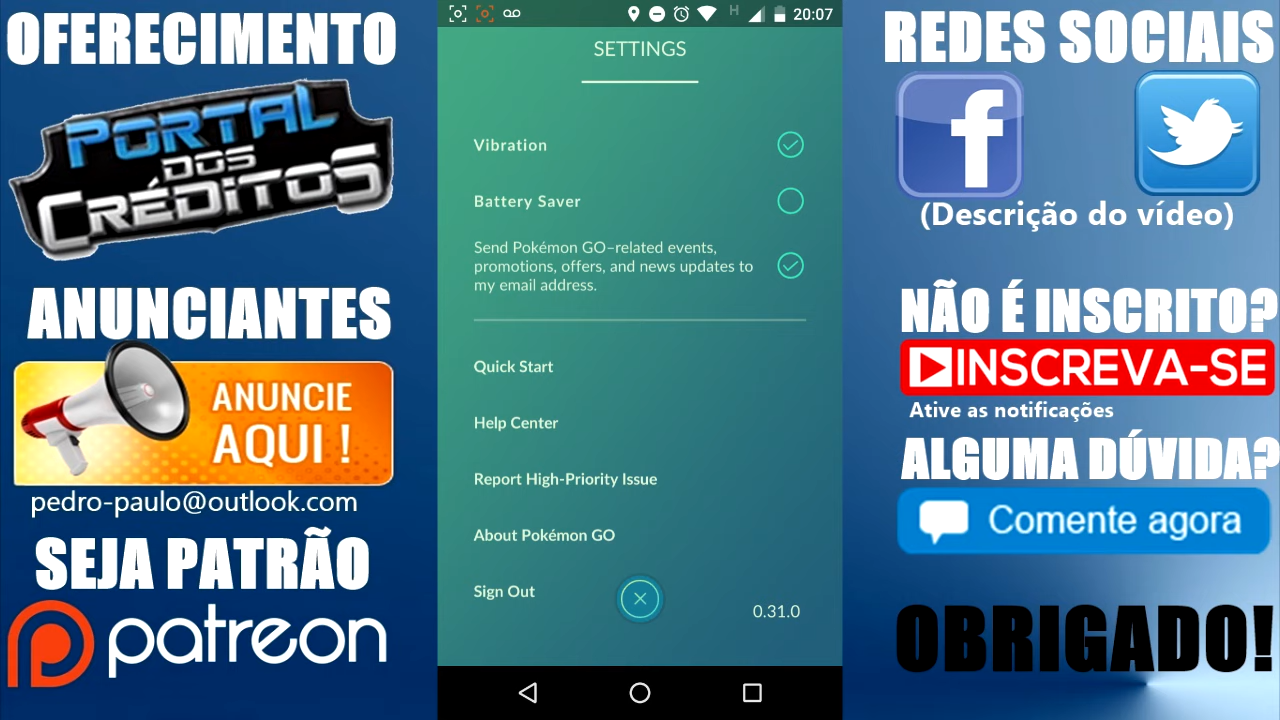 OFERECIMENTO
PORTAL
DOS
CRÉDITOS
ANUNCIANTES
ANUNCIE
AQUI !
pedro-paulo@outlook.com
SEJA PATRÃO
patreon
H
20:07
SETTINGS
Vibration
Battery Saver
Send Pokémon GO–related events,
promotions, offers, and news updates to
my email address.
Quick Start
Help Center
Report High-Priority Issue
About Pokémon GO
Sign Out
0.31.0
REDES SOCIAIS
(Descrição do vídeo)
NÃO É INSCRITO?
INSCREVA-SE
Ative as notificações
ALGUMA DÚVIDA?
Comente agora
OBRIGADO!